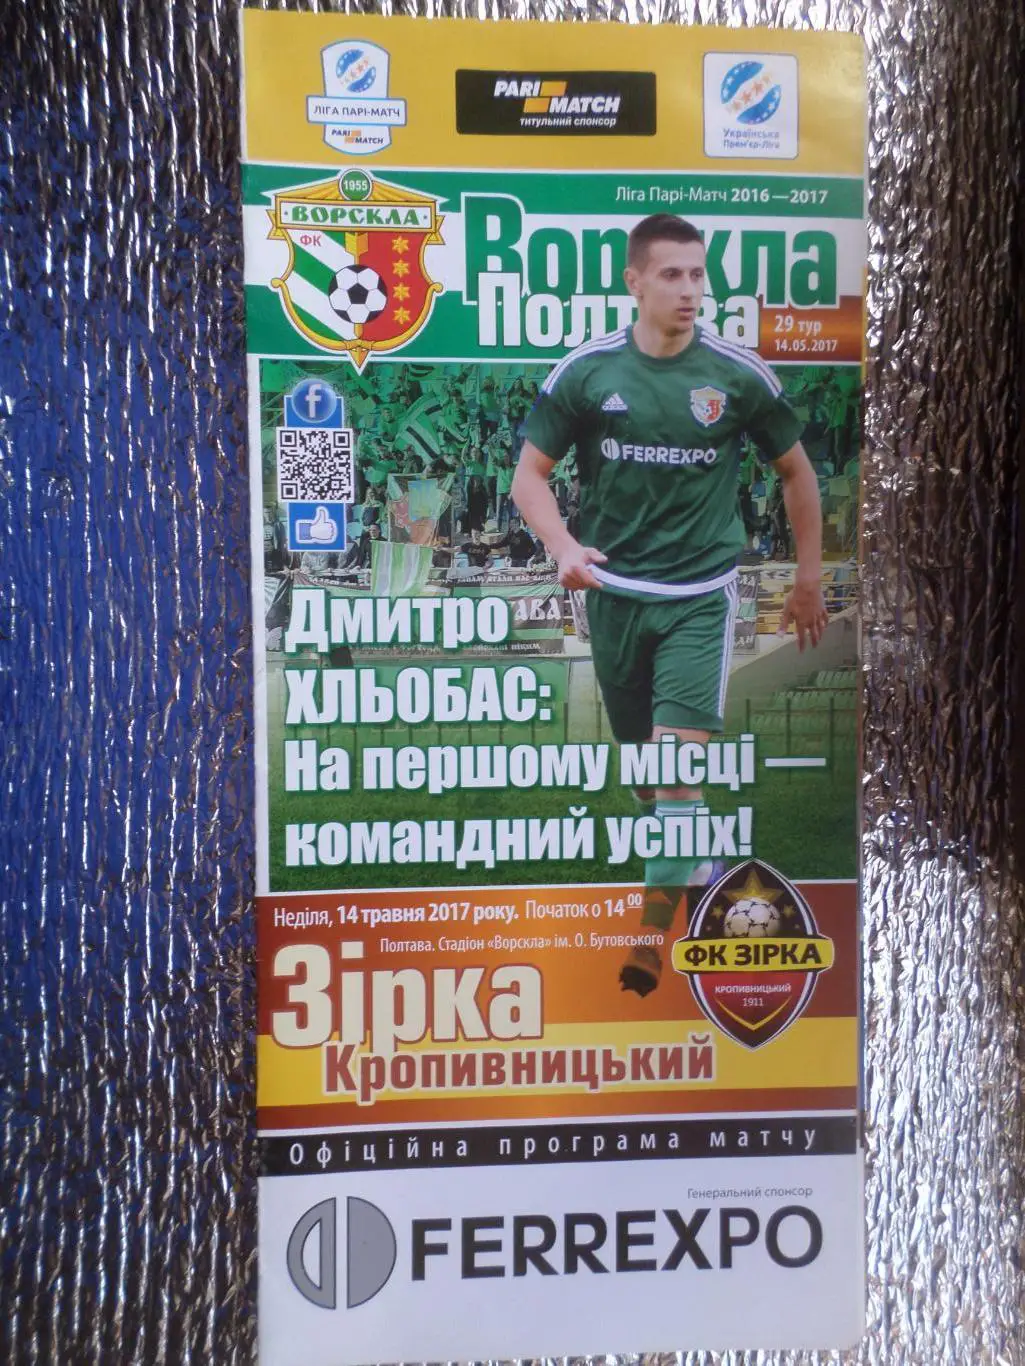 ЛІГА ПАРІ-МАТЧ
PARI MATCH
PARI MATCH
титульний спонсор
Українська
Прем'єр-Ліга
Ліга Парі-Матч 2016—2017
1955
ВОРСКЛА
ФК
Ворскла
Полтава
29 тур
14.05.2017
adidas
FERREXPO
Дмитро
ХЛЬОБАС:
На першому місці —
командний успіх!
Неділя, 14 травня 2017 року. Початок о 14 00
Полтава. Стадіон «Ворскла» ім. О. Бутовського
Зірка
Кропивницький
ФК ЗІРКА
КРОПИВНИЦЬКИЙ
1911
Офіційна програма матчу
Генеральний спонсор
FERREXPO